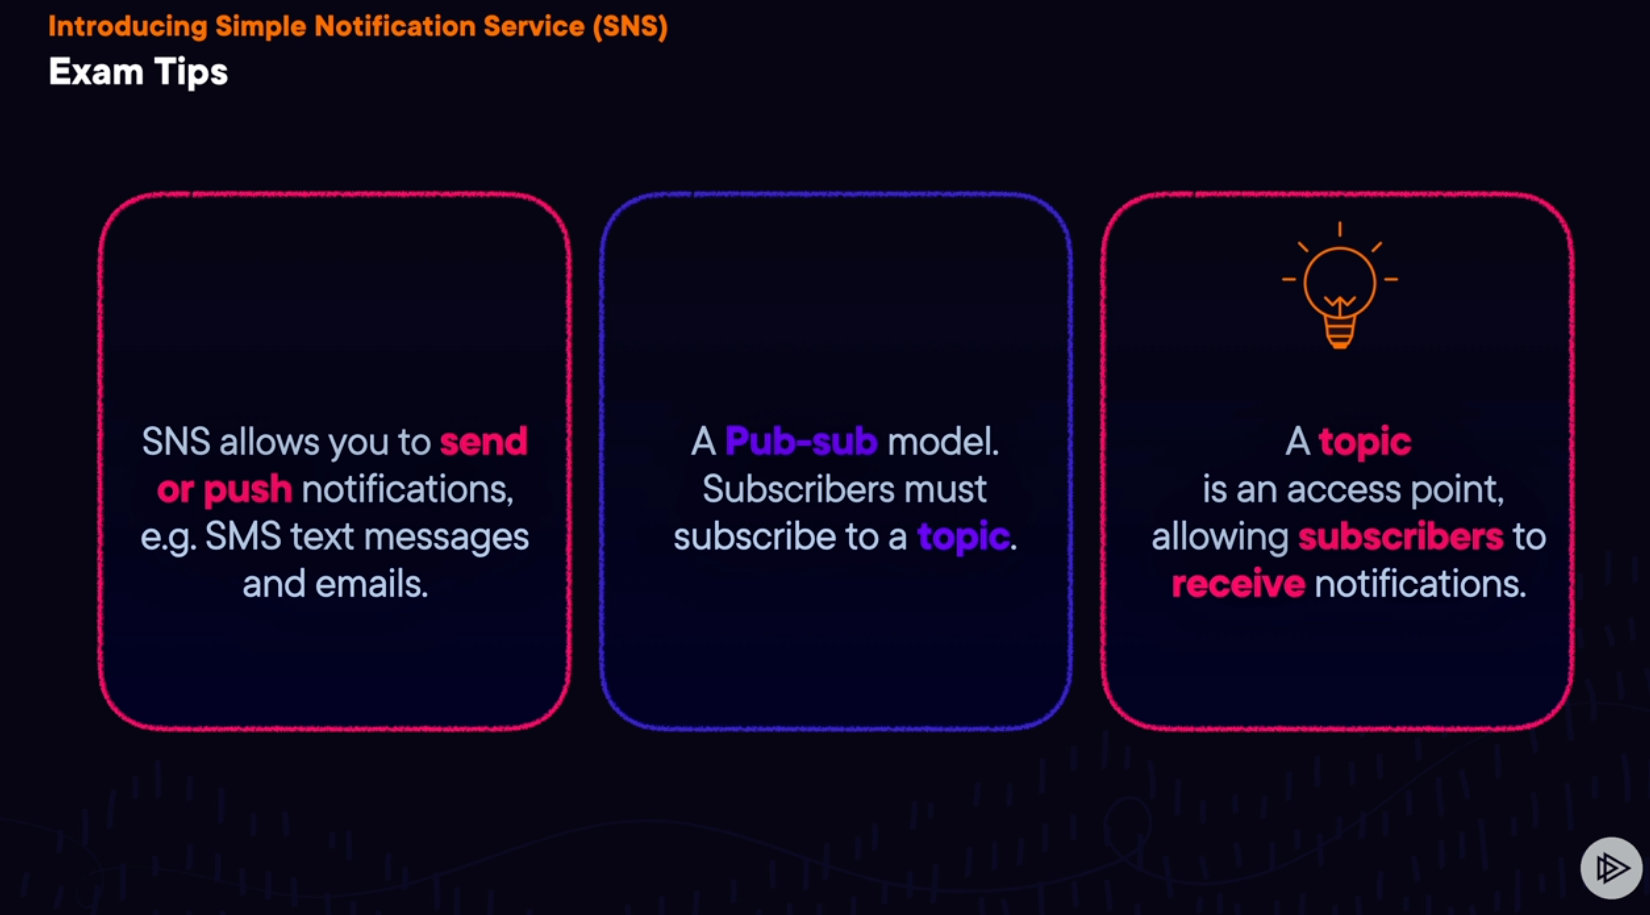 Introducing Simple Notification Service (SNS)
Exam Tips
SNS allows you to send
or push notifications,
e.g. SMS text messages
and emails.
A Pub-sub model.
Subscribers must
subscribe to a topic.
A topic
is an access point,
allowing subscribers to
receive notifications.